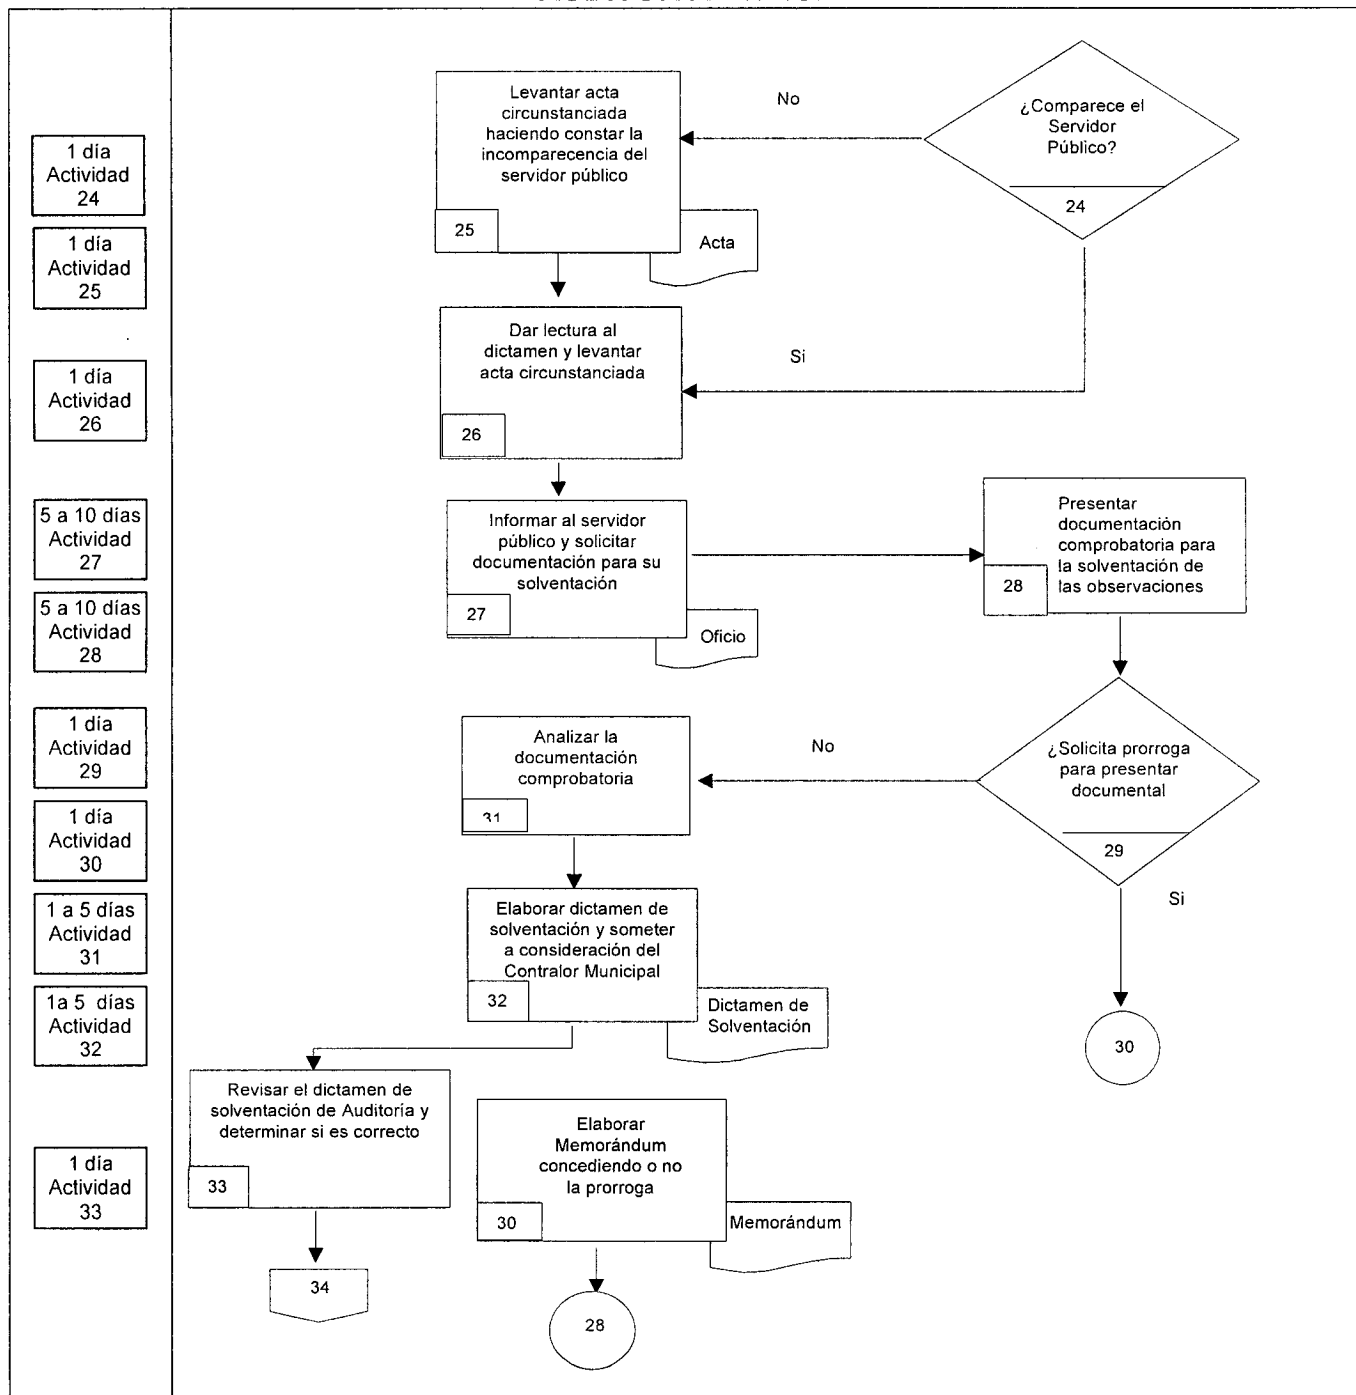 1 día
Actividad
24
1 día
Actividad
25
1 día
Actividad
26
5 a 10 días
Actividad
27
5 a 10 días
Actividad
28
1 día
Actividad
29
1 día
Actividad
30
1 a 5 días
Actividad
31
1a 5 días
Actividad
32
1 día
Actividad
33
Levantar acta
circunstanciada
haciendo constar la
incomparecencia del
servidor público
25
Acta
No
¿Comparece el
Servidor
Público?
24
Si
Dar lectura al
dictamen y levantar
acta circunstanciada
26
Informar al servidor
público y solicitar
documentación para su
solventación
27
Oficio
Presentar
documentación
comprobatoria para
la solventación de
las observaciones
28
¿Solicita prorroga
para presentar
documental
29
No
Si
30
Analizar la
documentación
comprobatoria
31
Elaborar dictamen de
solventación y someter
a consideración del
Contralor Municipal
32
Dictamen de
Solventación
Revisar el dictamen de
solventación de Auditoría y
determinar si es correcto
33
34
Elaborar
Memorándum
concediendo o no
la prorroga
30
Memorándum
28